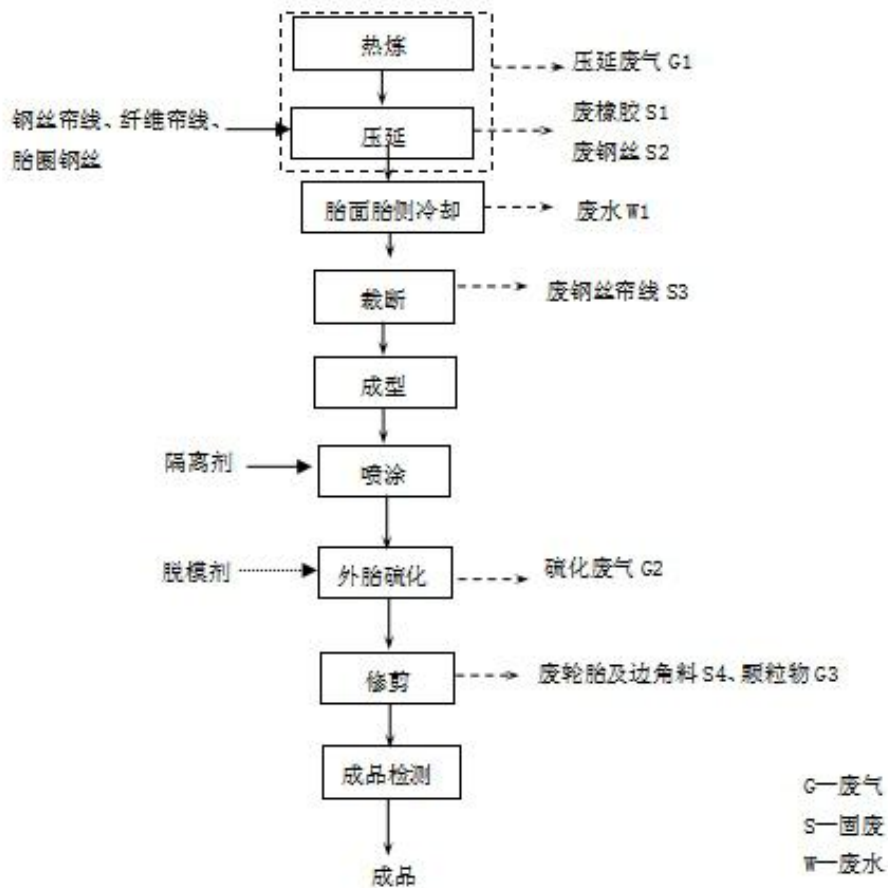 热炼
压延废气 G1
钢丝帘线、纤维帘线、
胎圈钢丝
压延
废橡胶 S1
废钢丝 S2
胎面胎侧冷却
废水 W1
裁断
废钢丝帘线 S3
成型
隔离剂
喷涂
脱模剂
外胎硫化
硫化废气 G2
修剪
废轮胎及边角料 S4、颗粒物 G3
成品检测
成品
G—废气
S—固废
W—废水